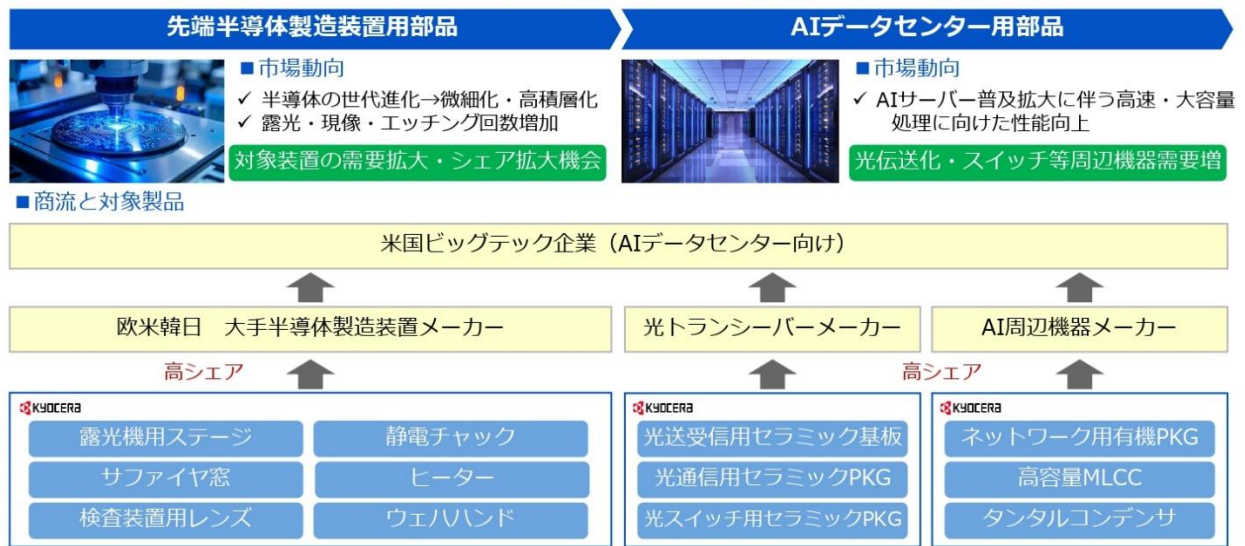 先端半導体製造装置用部品
AIデータセンター用部品
■市場動向
✓ 半導体の世代進化→微細化・高積層化
✓ 露光・現像・エッチング回数増加
対象装置の需要拡大・シェア拡大機会
■市場動向
✓ AIサーバー普及拡大に伴う高速・大容量
処理に向けた性能向上
光伝送化・スイッチ等周辺機器需要増
■商流と対象製品
米国ビッグテック企業（AIデータセンター向け）
欧米韓日　大手半導体製造装置メーカー
光トランシーバーメーカー
AI周辺機器メーカー
高シェア
高シェア
KYOCERA
露光機用ステージ
静電チャック
サファイヤ窓
ヒーター
検査装置用レンズ
ウェハハンド
KYOCERA
光送受信用セラミック基板
光通信用セラミックPKG
光スイッチ用セラミックPKG
KYOCERA
ネットワーク用有機PKG
高容量MLCC
タンタルコンデンサ